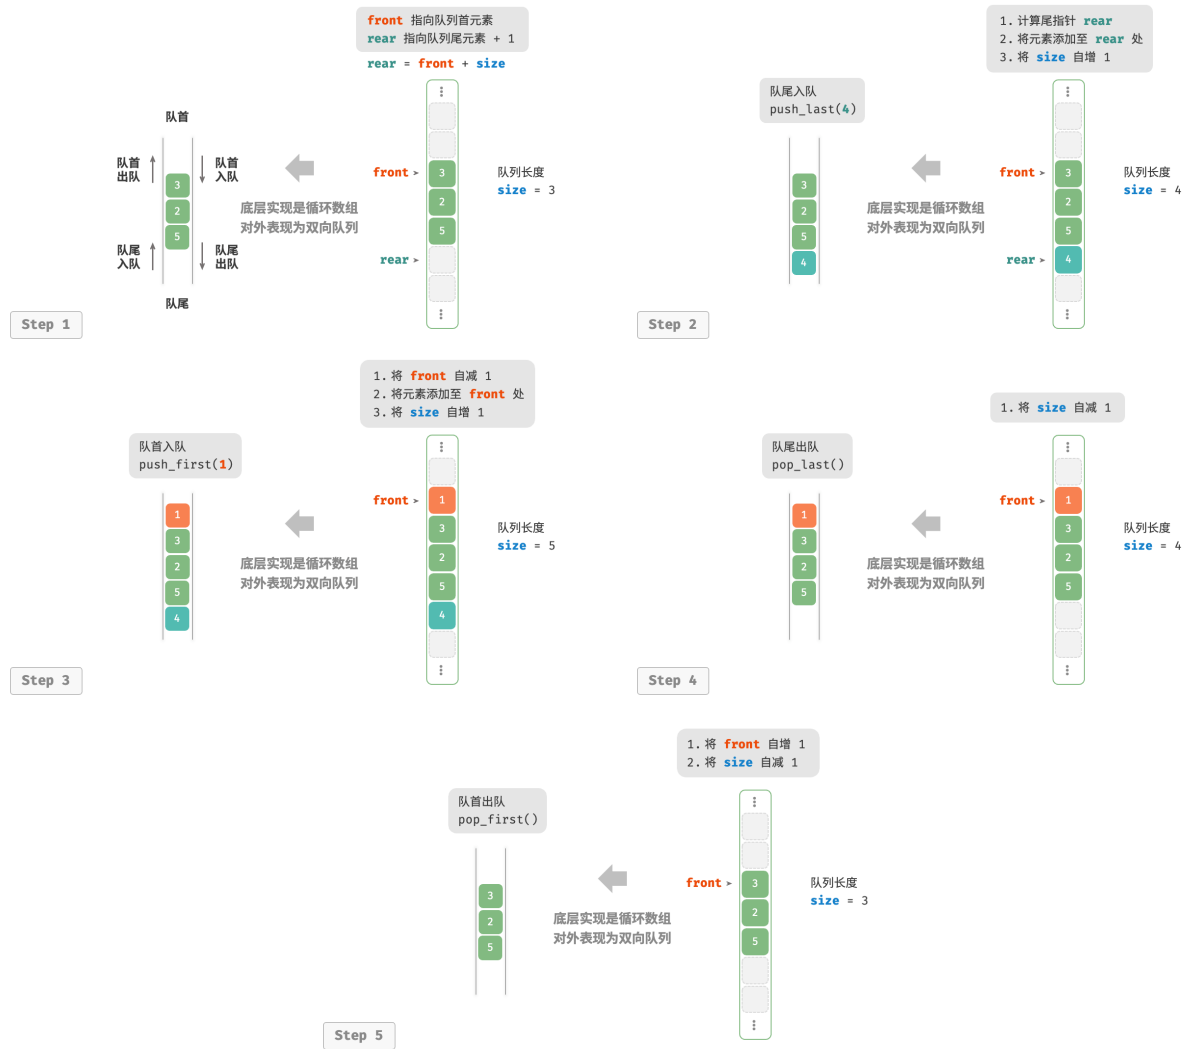 front 指向队列首元素
rear 指向队列尾元素 + 1
rear = front + size
队首
队首
出队
队首
入队
3
2
5
队尾
入队
队尾
出队
队尾
底层实现是循环数组
对外表现为双向队列
front
3
2
5
rear
队列长度
size = 3
Step 1
1. 计算尾指针 rear
2. 将元素添加至 rear 处
3. 将 size 自增 1
队尾入队
push_last(4)
3
2
5
4
底层实现是循环数组
对外表现为双向队列
front
3
2
5
rear
4
队列长度
size = 4
Step 2
1. 将 front 自减 1
2. 将元素添加至 front 处
3. 将 size 自增 1
队首入队
push_first(1)
1
3
2
5
4
底层实现是循环数组
对外表现为双向队列
front
1
3
2
5
4
队列长度
size = 5
Step 3
1. 将 size 自减 1
队尾出队
pop_last()
1
3
2
5
底层实现是循环数组
对外表现为双向队列
front
1
3
2
5
队列长度
size = 4
Step 4
1. 将 front 自增 1
2. 将 size 自减 1
队首出队
pop_first()
3
2
5
底层实现是循环数组
对外表现为双向队列
front
3
2
5
队列长度
size = 3
Step 5